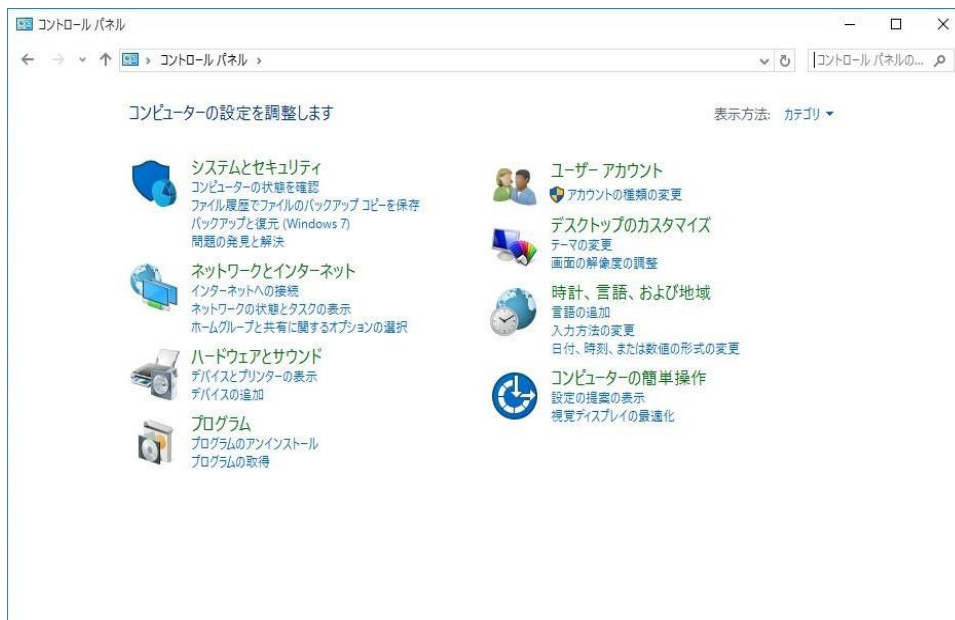 コントロール パネル
コントロール パネル
コントロール パネルの...
コンピューターの設定を調整します
表示方法: カテゴリ
システムとセキュリティ
コンピューターの状態を確認
ファイル履歴でファイルのバックアップ コピーを保存
バックアップと復元 (Windows 7)
問題の発見と解決
ネットワークとインターネット
インターネットへの接続
ネットワークの状態とタスクの表示
ホームグループと共有に関するオプションの選択
ハードウェアとサウンド
デバイスとプリンターの表示
デバイスの追加
プログラム
プログラムのアンインストール
プログラムの取得
ユーザー アカウント
アカウントの種類の変更
デスクトップのカスタマイズ
テーマの変更
画面の解像度の調整
時計、言語、および地域
言語の追加
入力方法の変更
日付、時刻、または数値の形式の変更
コンピューターの簡単操作
設定の提案の表示
視覚ディスプレイの最適化